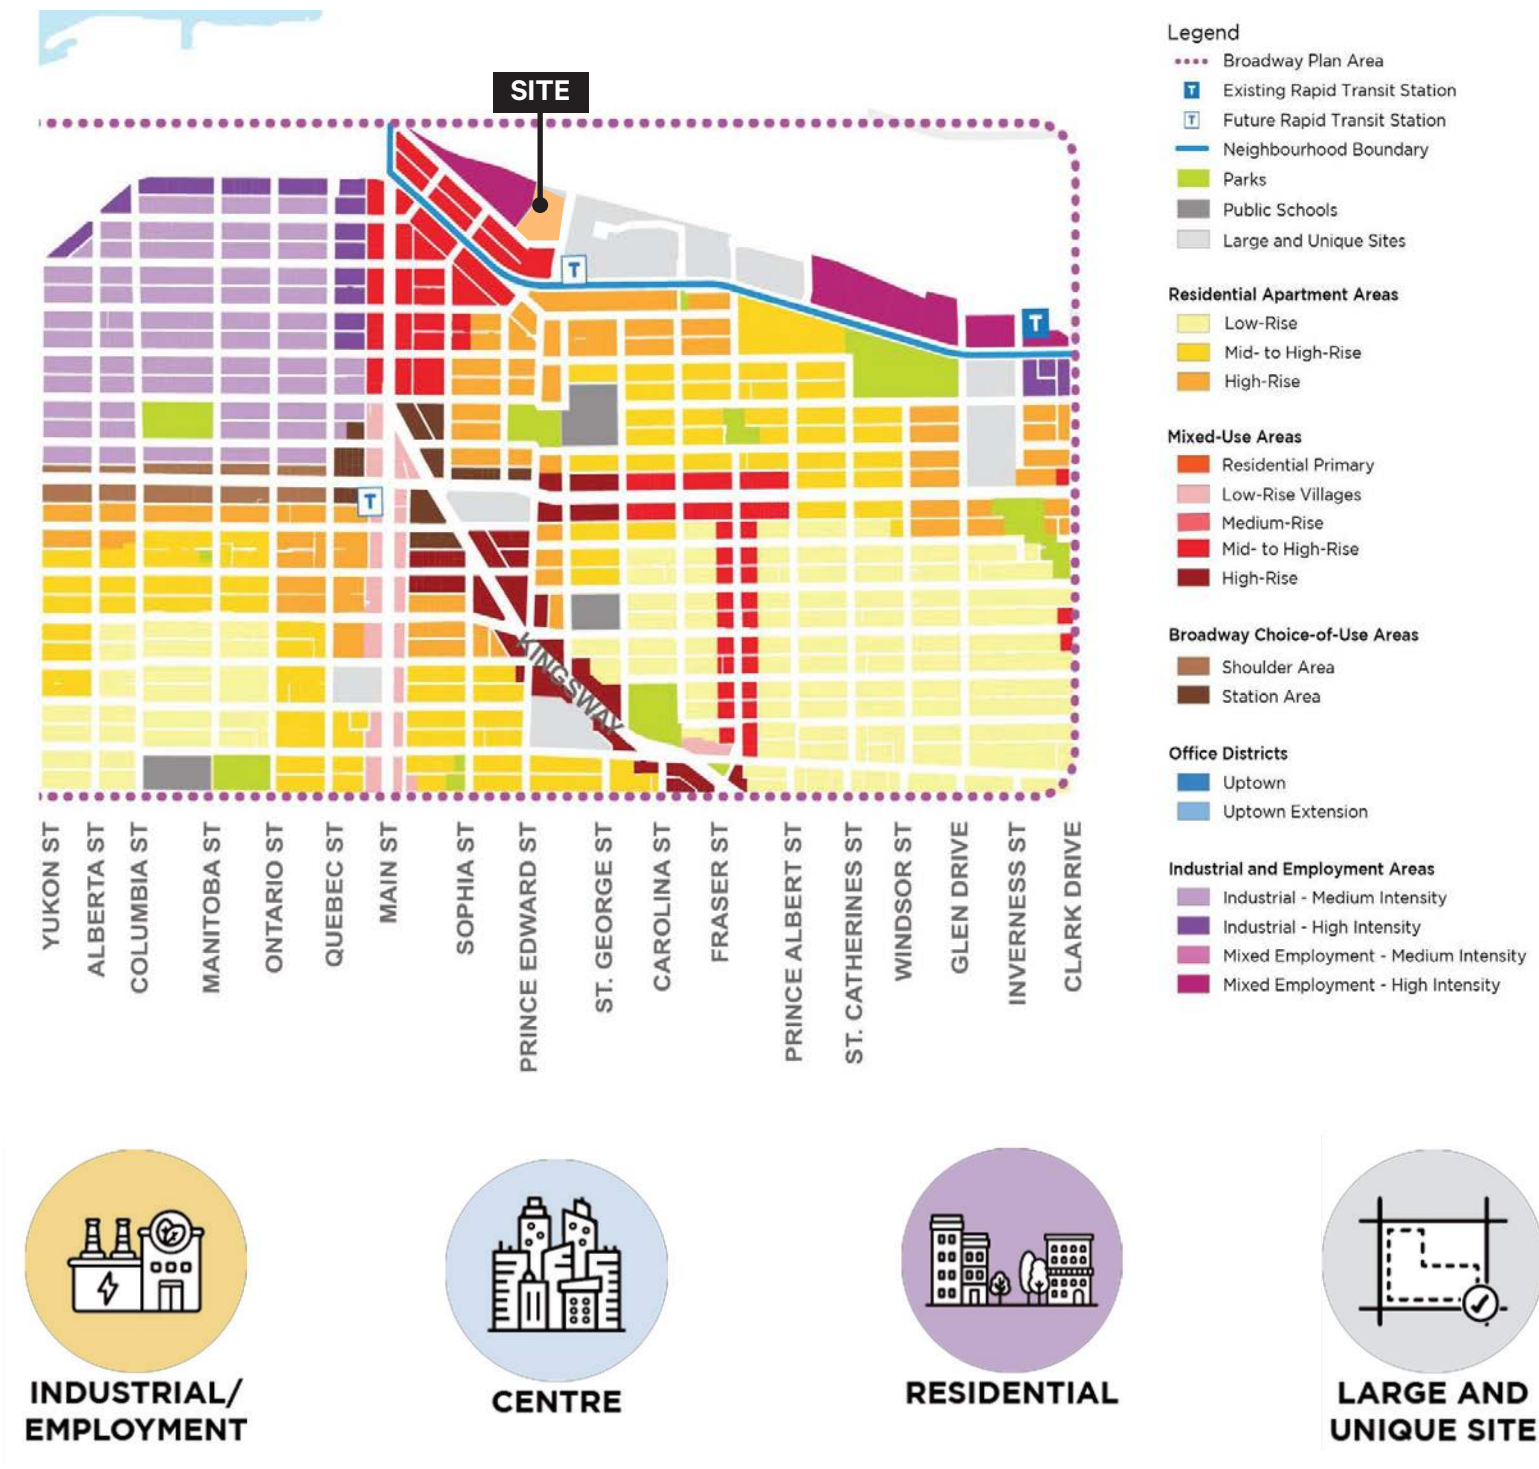 SITE
T
T
T
KINGSWAY
YUKON ST
ALBERTA ST
COLUMBIA ST
MANITOBA ST
ONTARIO ST
QUEBEC ST
MAIN ST
SOPHIA ST
PRINCE EDWARD ST
ST. GEORGE ST
CAROLINA ST
FRASER ST
PRINCE ALBERT ST
ST. CATHERINES ST
WINDSOR ST
GLEN DRIVE
INVERNESS ST
CLARK DRIVE
Legend
Broadway Plan Area
T Existing Rapid Transit Station
T Future Rapid Transit Station
Neighbourhood Boundary
Parks
Public Schools
Large and Unique Sites
Residential Apartment Areas
Low-Rise
Mid- to High-Rise
High-Rise
Mixed-Use Areas
Residential Primary
Low-Rise Villages
Medium-Rise
Mid- to High-Rise
High-Rise
Broadway Choice-of-Use Areas
Shoulder Area
Station Area
Office Districts
Uptown
Uptown Extension
Industrial and Employment Areas
Industrial - Medium Intensity
Industrial - High Intensity
Mixed Employment - Medium Intensity
Mixed Employment - High Intensity
INDUSTRIAL/
EMPLOYMENT
CENTRE
RESIDENTIAL
LARGE AND
UNIQUE SITE